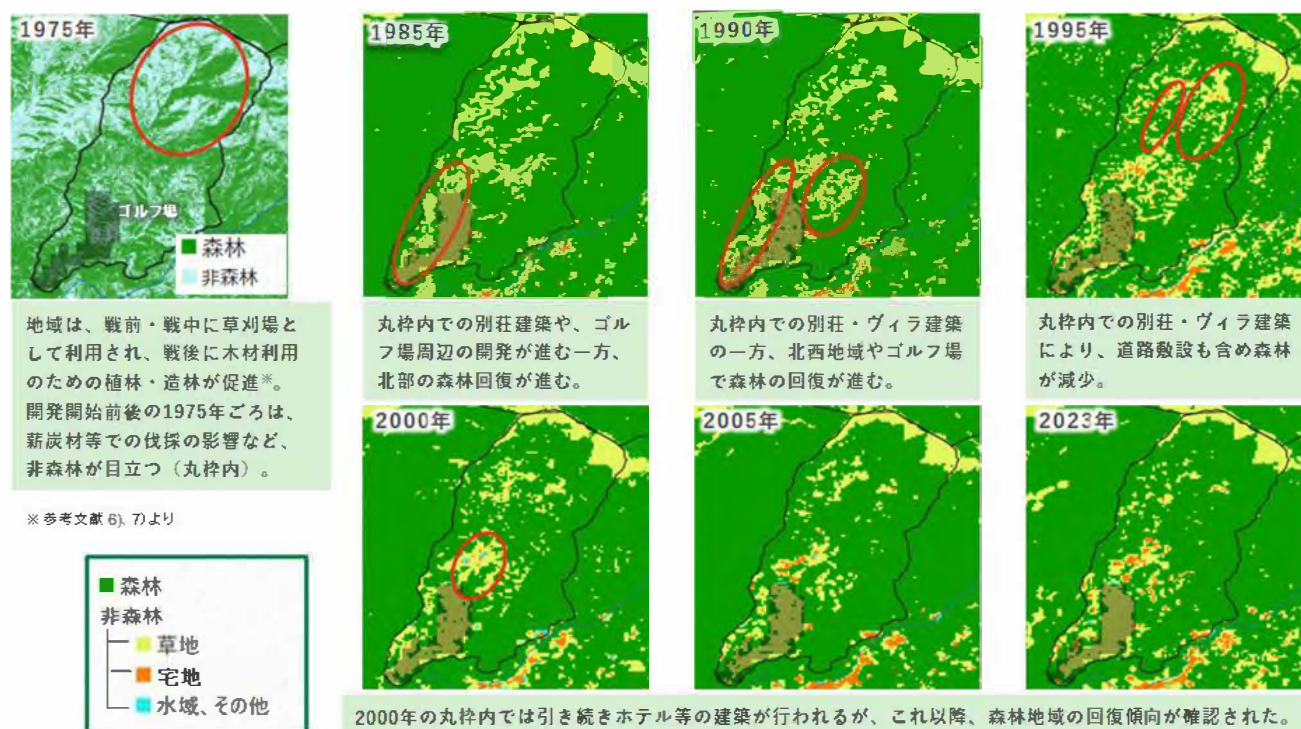 1975年
ゴルフ場
森林
非森林
地域は、戦前・戦中に草刈場と
して利用され、戦後に木材利用
のための植林・造林が促進※。
開発開始前後の1975年ごろは、
薪炭材等での伐採の影響など、
非森林が目立つ（丸枠内）。
※参考文献 6)、7)より
1985年
丸枠内での別荘建築や、ゴル
フ場周辺の開発が進む一方、
北部の森林回復が進む。
1990年
丸枠内での別荘・ヴィラ建築
の一方、北西地域やゴルフ場
で森林の回復が進む。
1995年
丸枠内での別荘・ヴィラ建築
により、道路敷設も含め森林
が減少。
2000年
2005年
2023年
2000年の丸枠内では引き続きホテル等の建築が行われるが、これ以降、森林地域の回復傾向が確認された。
森林
非森林
草地
宅地
水域、その他